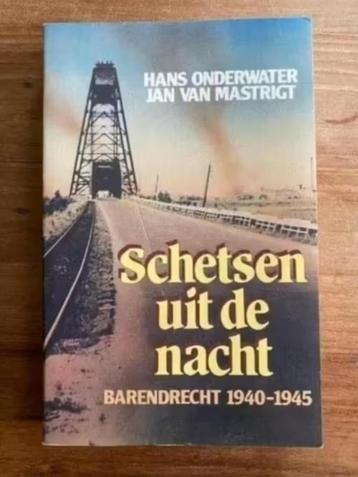 HANS ONDERWATER
JAN VAN MASTRIGT
Schetsen
uit de
nacht
BARENDRECHT 1940-1945